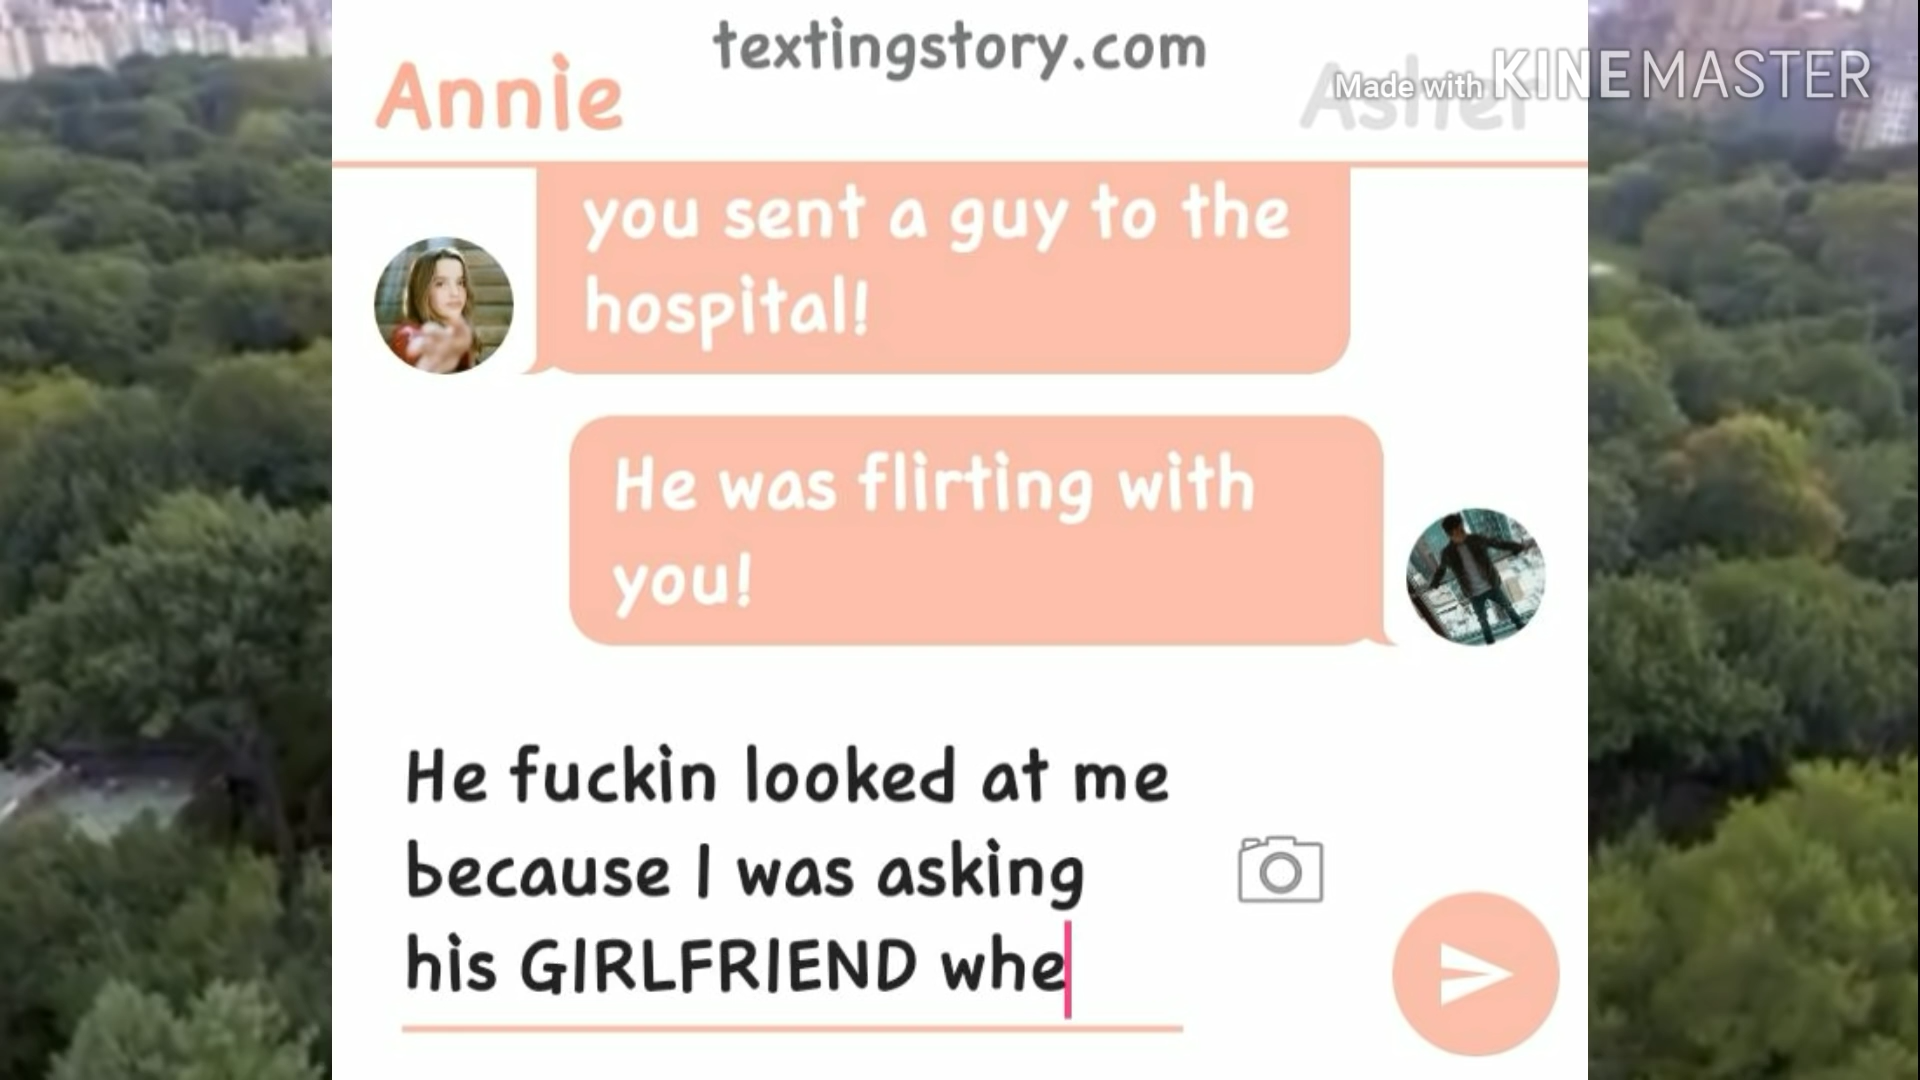 textingstory.com
Annie
Asher
Made with KINEMASTER
you sent a guy to the
hospital!
He was flirting with
you!
He fuckin looked at me
because I was asking
his GIRLFRIEND whe